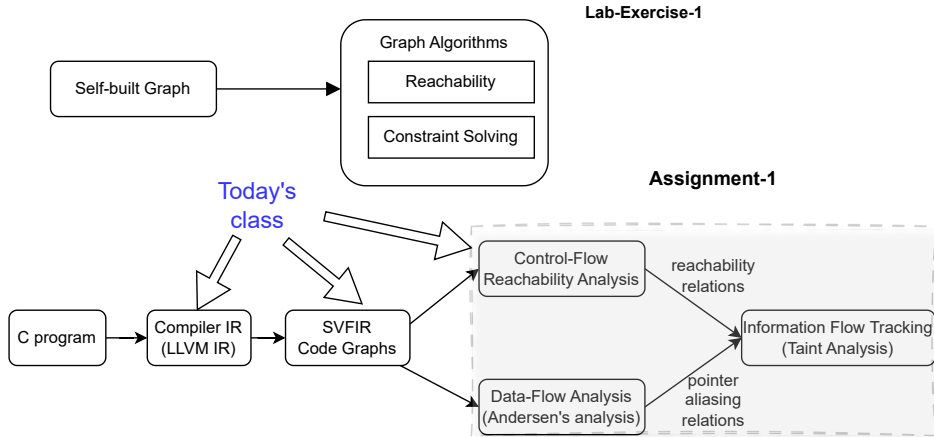 Lab-Exercise-1
Graph Algorithms
Self-built Graph
Reachability
Constraint Solving
Today's
class
Assignment-1
Control-Flow
Reachability Analysis
reachability
relations
C program
Compiler IR
(LLVM IR)
SVFIR
Code Graphs
Information Flow Tracking
(Taint Analysis)
Data-Flow Analysis
(Andersen's analysis)
pointer
aliasing
relations